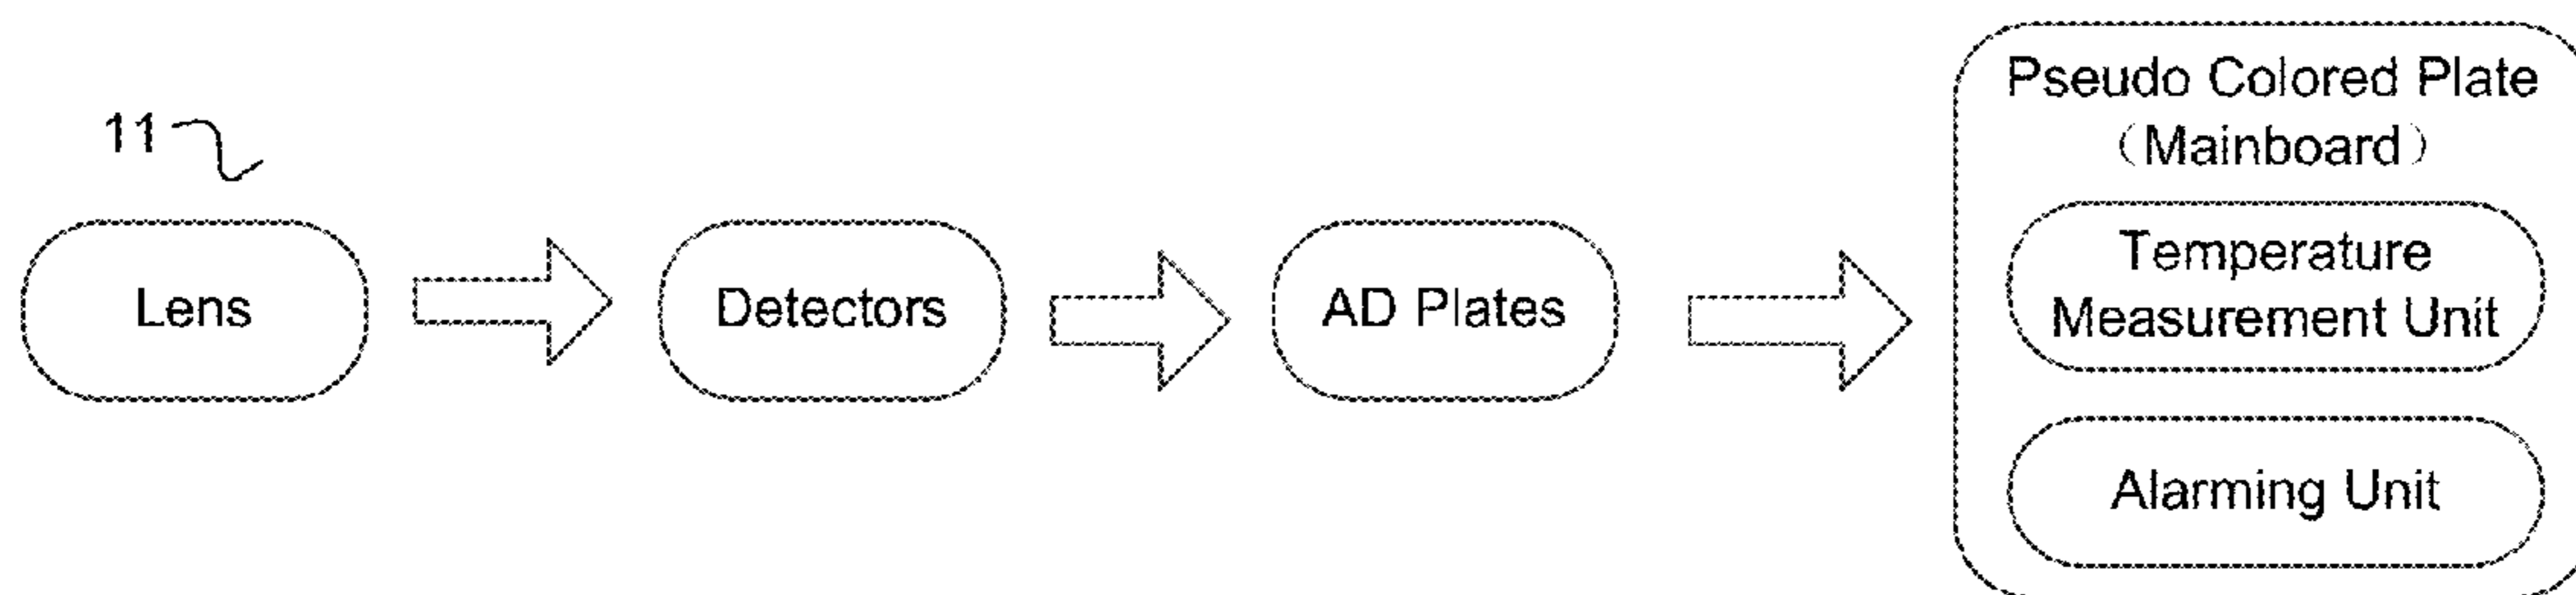 11
Lens
Detectors
AD Plates
Pseudo Colored Plate
（Mainboard）
Temperature
Measurement Unit
Alarming Unit